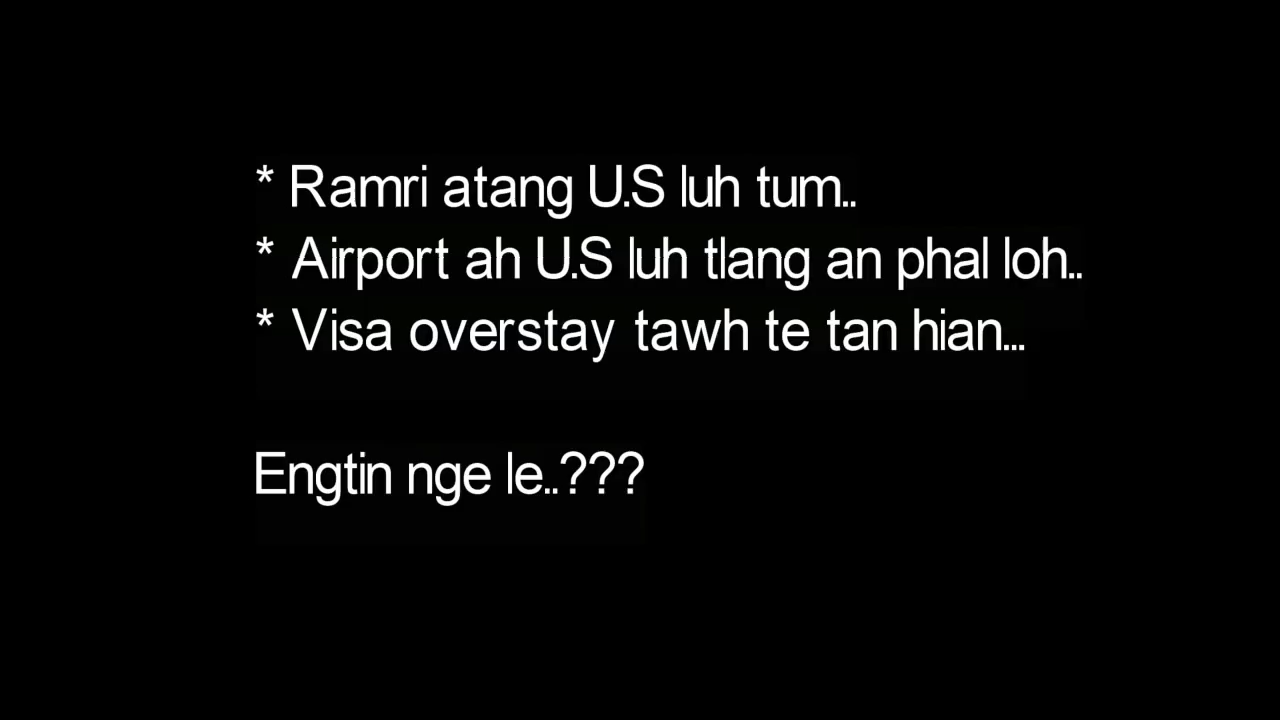 * Ramri atang U.S luh tum..
* Airport ah U.S luh tlang an phal loh..
* Visa overstay tawh te tan hian...
Engtin nge le..???